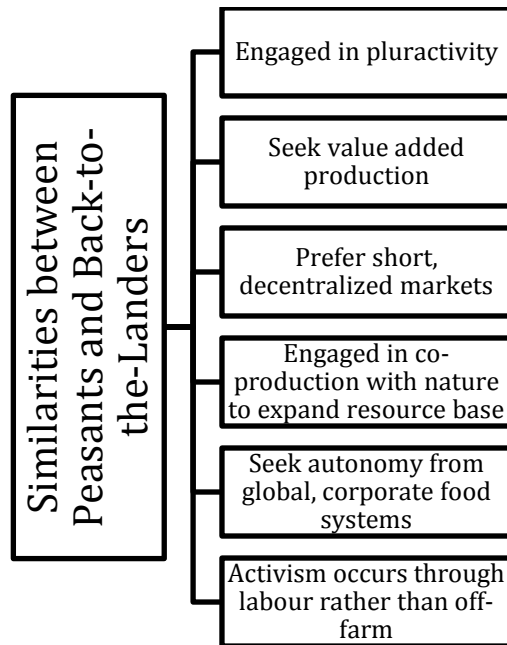 Similarities between
Peasants and Back-to-
the-Landers
Engaged in pluractivity
Seek value added
production
Prefer short,
decentralized markets
Engaged in co-
production with nature
to expand resource base
Seek autonomy from
global, corporate food
systems
Activism occurs through
labour rather than off-
farm